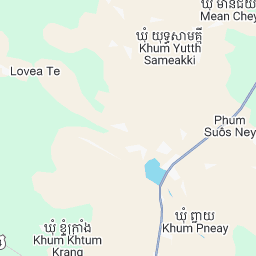 ឃុំ មានជ័យ
Mean Chey
ឃុំ យុទ្ធសាមគ្គី
Khum Yutth
Sameakki
Lovea Te
Phum
Suŏs Ney
ឃុំ ព្នាយ
Khum Pneay
ឃុំ ខ្ទុំក្រាំង
Khum Khtum
Krang